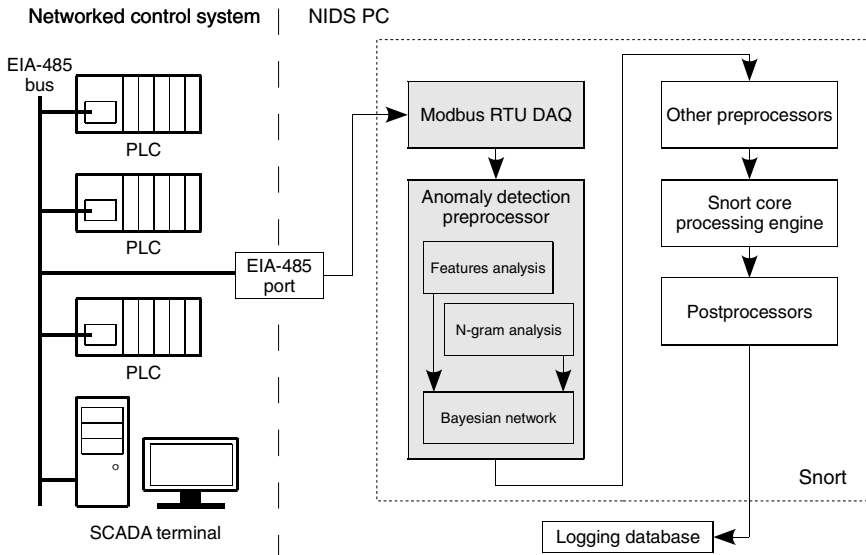 Networked control system
NIDS PC
EIA-485
bus
PLC
PLC
EIA-485
port
PLC
SCADA terminal
Modbus RTU DAQ
Anomaly detection
preprocessor
Features analysis
N-gram analysis
Bayesian network
Other preprocessors
Snort core
processing engine
Postprocessors
Snort
Logging database